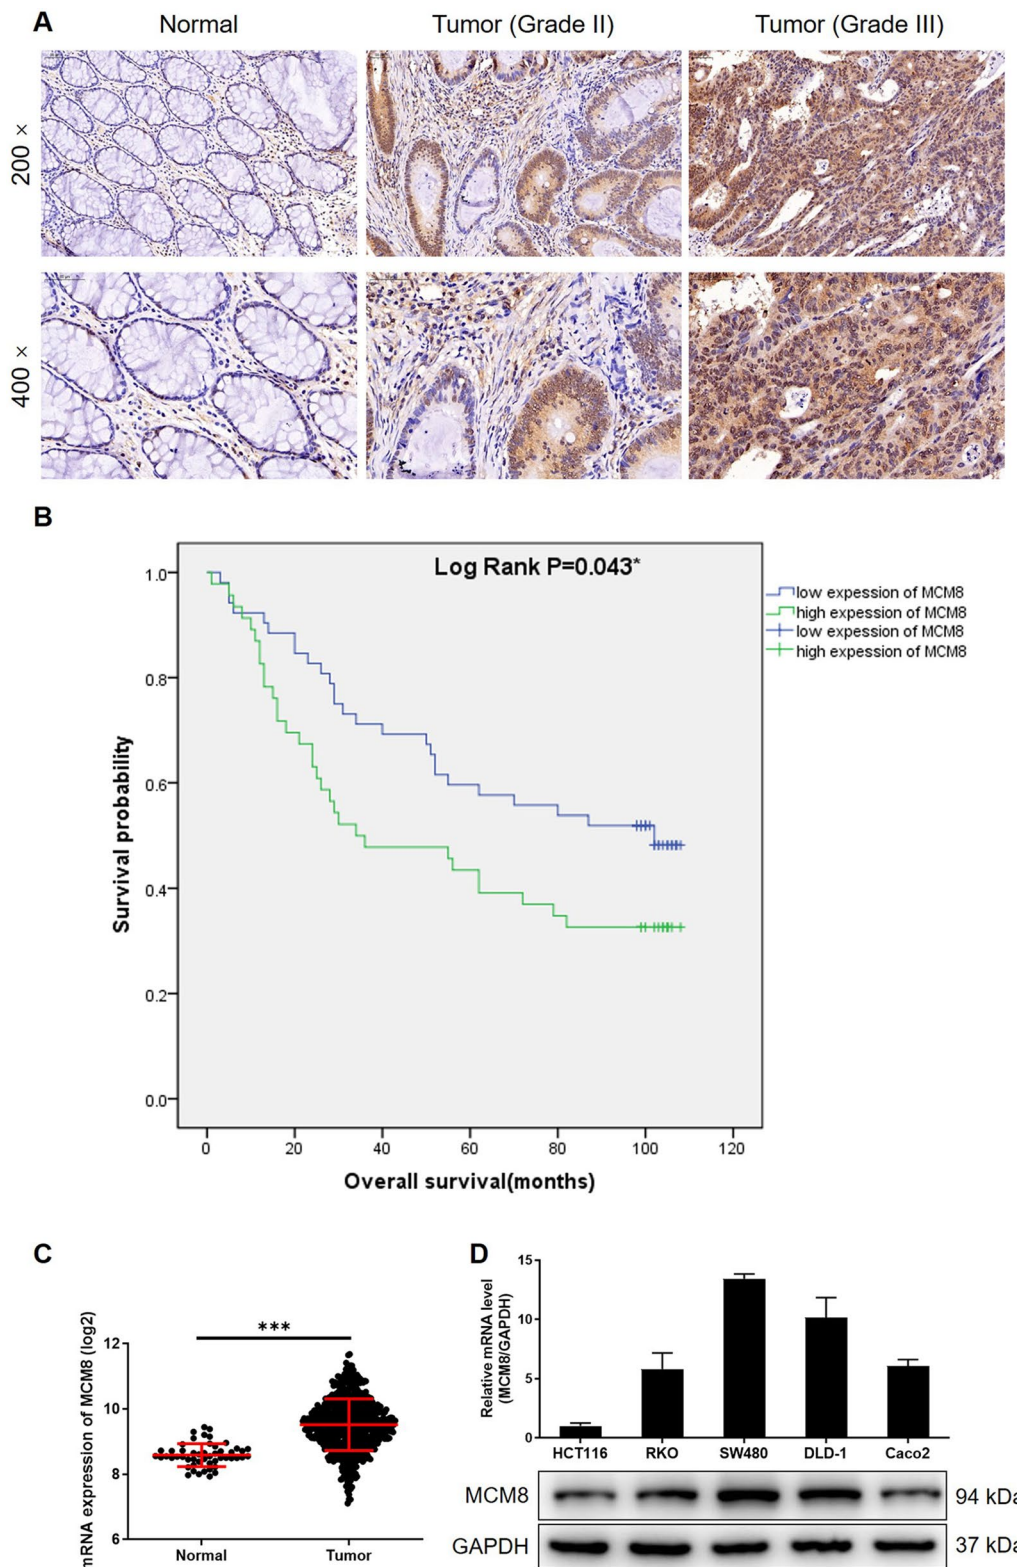 A
Normal
Tumor (Grade II)
Tumor (Grade III)
200 ×
400 ×
B
Log Rank P=0.043*
low expession of MCM8
high expession of MCM8
low expession of MCM8
high expession of MCM8
Survival probability
1.0
0.8
0.6
0.4
0.2
0.0
0 20 40 60 80 100 120
Overall survival(months)
C
mRNA expression of MCM8 (log2)
***
12
10
8
6
Normal Tumor
D
Relative mRNA level
(MCM8/GAPDH)
15
10
5
0
HCT116 RKO SW480 DLD-1 Caco2
MCM8 94 kDa
GAPDH 37 kDa